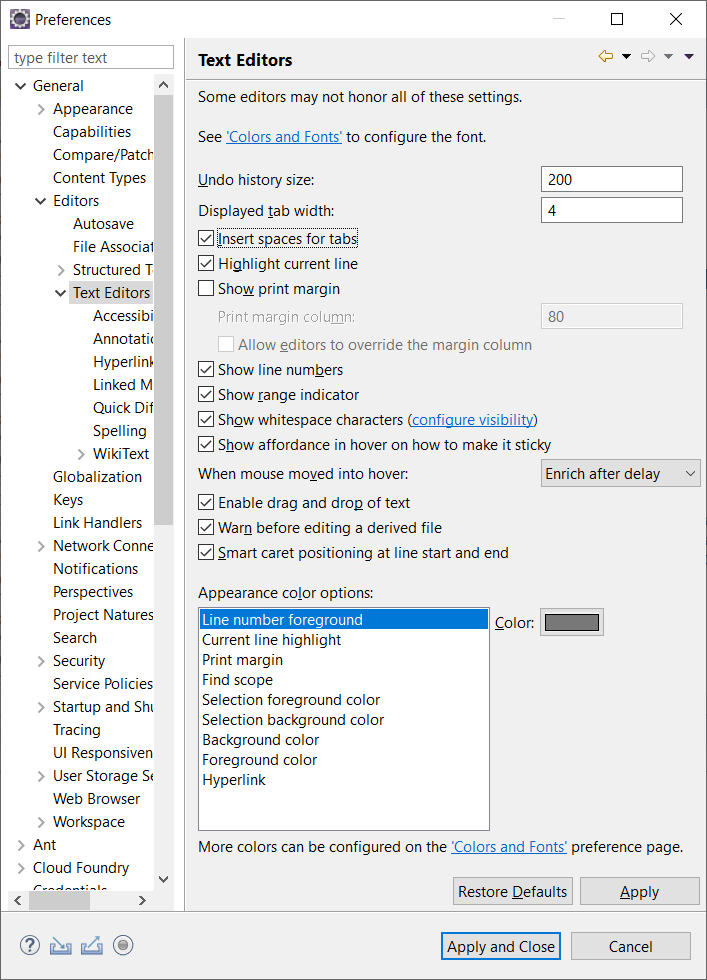 Preferences
type filter text
General
Appearance
Capabilities
Compare/Patch
Content Types
Editors
Autosave
File Associat
Structured T
Text Editors
Accessibi
Annotatic
Hyperlink
Linked M
Quick Dif
Spelling
WikiText
Globalization
Keys
Link Handlers
Network Conne
Notifications
Perspectives
Project Natures
Search
Security
Service Policies
Startup and Shu
Tracing
UI Responsiven
User Storage Se
Web Browser
Workspace
Ant
Cloud Foundry
Credentials
Text Editors
Some editors may not honor all of these settings.
See 'Colors and Fonts' to configure the font.
Undo history size: 200
Displayed tab width: 4
Insert spaces for tabs
Highlight current line
Show print margin
Print margin column: 80
Allow editors to override the margin column
Show line numbers
Show range indicator
Show whitespace characters (configure visibility)
Show affordance in hover on how to make it sticky
When mouse moved into hover: Enrich after delay
Enable drag and drop of text
Warn before editing a derived file
Smart caret positioning at line start and end
Appearance color options:
Line number foreground
Current line highlight
Print margin
Find scope
Selection foreground color
Selection background color
Background color
Foreground color
Hyperlink
Color:
More colors can be configured on the 'Colors and Fonts' preference page.
Restore Defaults Apply
? Apply and Close Cancel